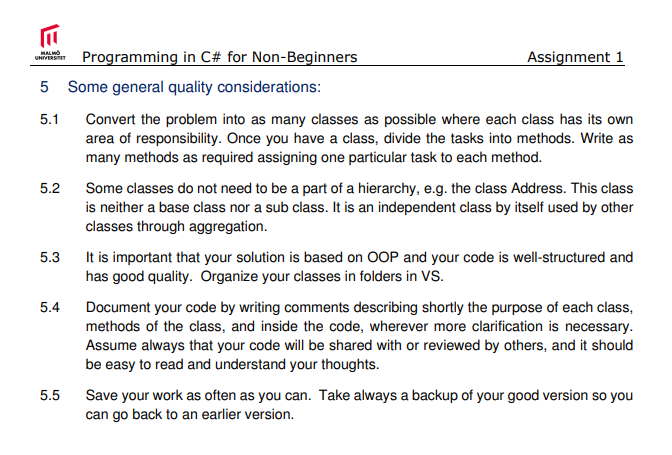 MALMÖ
UNIVERSITET
Programming in C# for Non-Beginners Assignment 1
5 Some general quality considerations:
5.1 Convert the problem into as many classes as possible where each class has its own
area of responsibility. Once you have a class, divide the tasks into methods. Write as
many methods as required assigning one particular task to each method.
5.2 Some classes do not need to be a part of a hierarchy, e.g. the class Address. This class
is neither a base class nor a sub class. It is an independent class by itself used by other
classes through aggregation.
5.3 It is important that your solution is based on OOP and your code is well-structured and
has good quality.  Organize your classes in folders in VS.
5.4 Document your code by writing comments describing shortly the purpose of each class,
methods of the class, and inside the code, wherever more clarification is necessary.
Assume always that your code will be shared with or reviewed by others, and it should
be easy to read and understand your thoughts.
5.5 Save your work as often as you can.  Take always a backup of your good version so you
can go back to an earlier version.